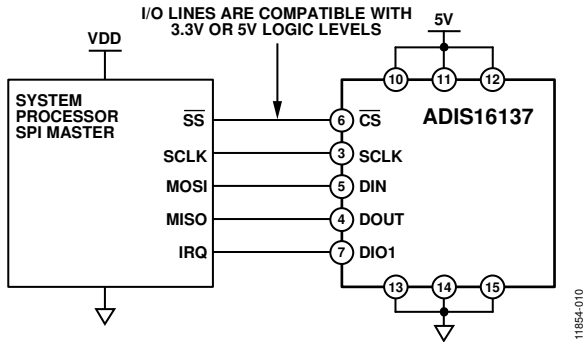 I/O LINES ARE COMPATIBLE WITH
3.3V OR 5V LOGIC LEVELS
VDD
5V
10 11 12
SYSTEM
PROCESSOR
SPI MASTER
ADIS16137
SS 6 CS
SCLK 3 SCLK
MOSI 5 DIN
MISO 4 DOUT
IRQ 7 DIO1
13 14 15
11854-010